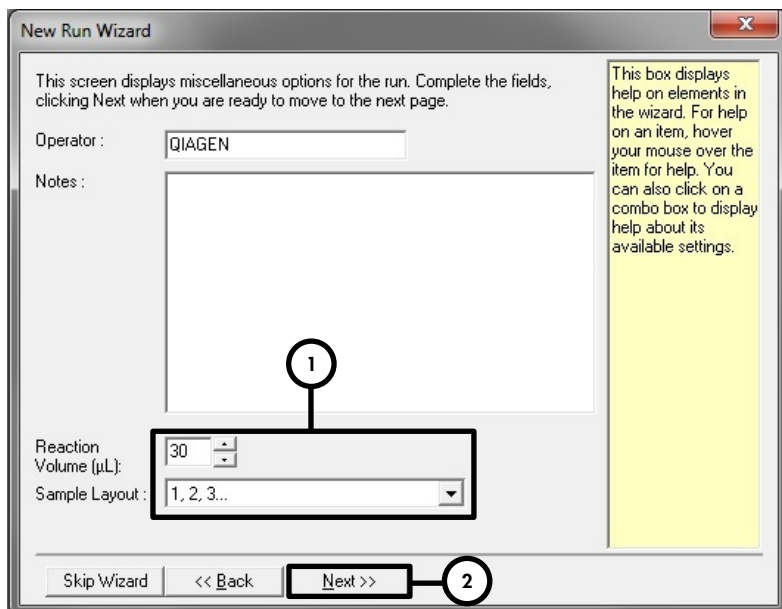 New Run Wizard
This screen displays miscellaneous options for the run. Complete the fields,
clicking Next when you are ready to move to the next page.
Operator :
QIAGEN
Notes :
Reaction
Volume (µL):
30
Sample Layout :
1, 2, 3...
1
Skip Wizard
<< Back
Next >>
2
This box displays
help on elements in
the wizard. For help
on an item, hover
your mouse over the
item for help. You
can also click on a
combo box to display
help about its
available settings.